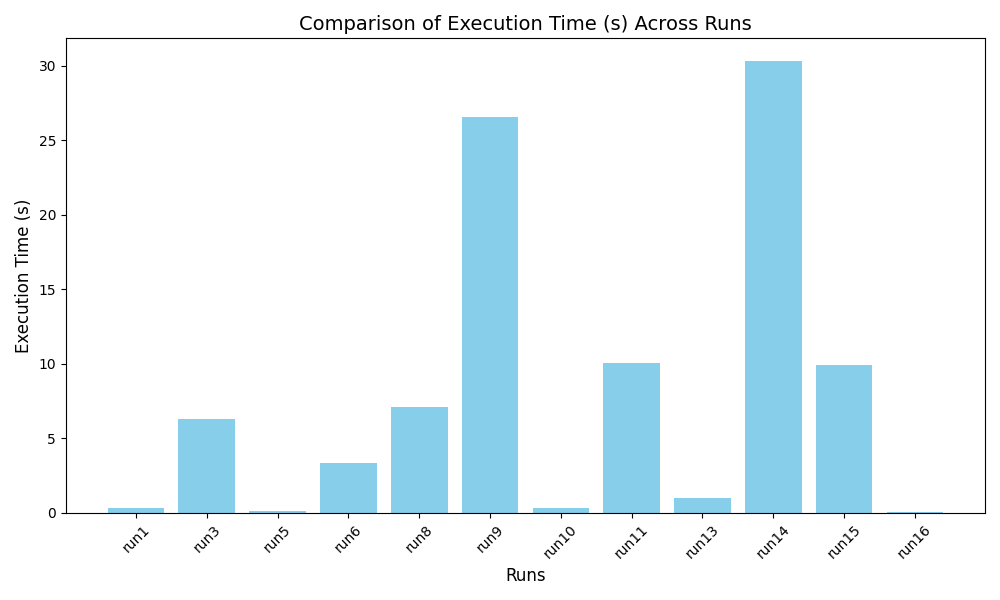 Comparison of Execution Time (s) Across Runs
Execution Time (s)
30
25
20
15
10
5
0
run1
run3
run5
run6
run8
run9
run10
run11
run13
run14
run15
run16
Runs